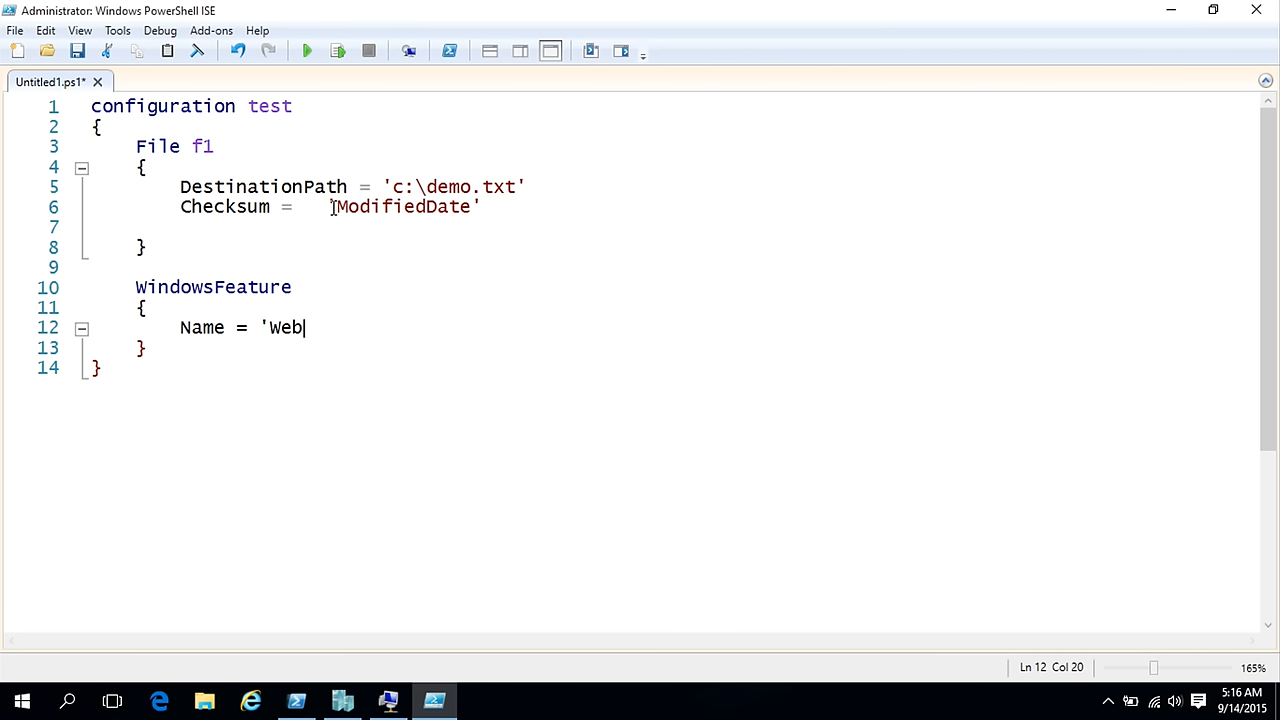 Administrator: Windows PowerShell ISE
File Edit View Tools Debug Add-ons Help
Untitled1.ps1* X
1 configuration test
2 {
3 File f1
4 {
5 DestinationPath = 'c:\demo.txt'
6 Checksum = 'ModifiedDate'
7
8 }
9
10 WindowsFeature
11 {
12 Name = 'Web
13 }
14 }
Ln 12 Col 20 165%
5:16 AM
9/14/2015